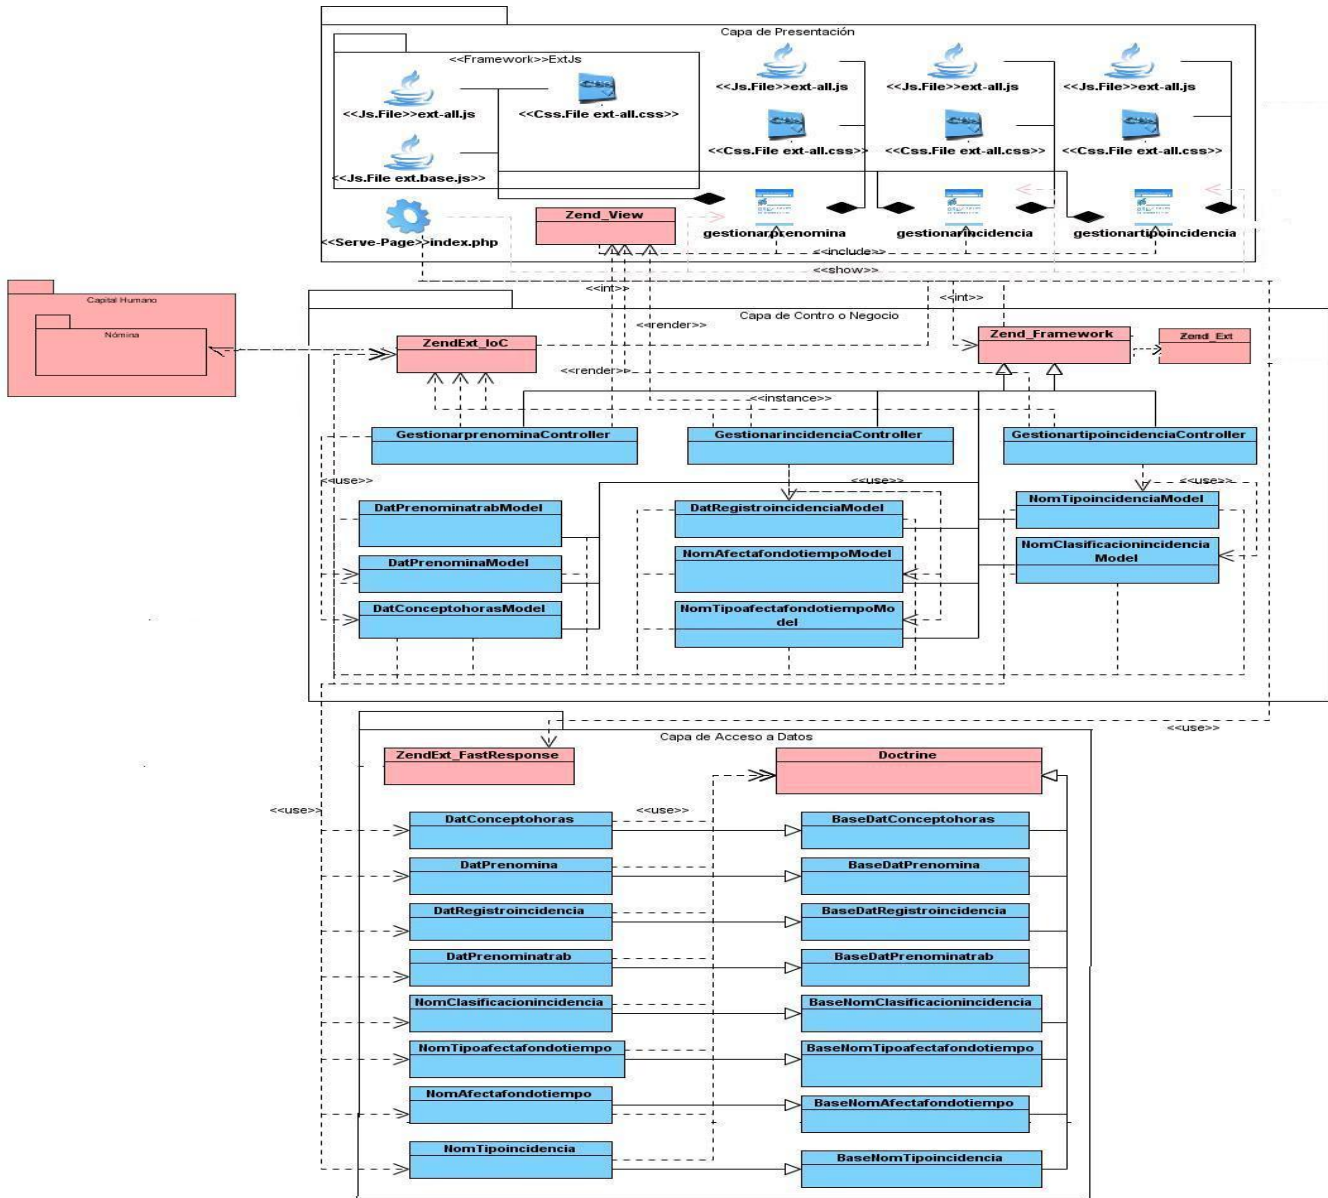 Capa de Presentación
<<Framework>>ExtJs
<<Js.File>>ext-all.js
<<Css.File ext-all.css>>
<<Js.File ext.base.js>>
<<Js.File>>ext-all.js
<<Js.File>>ext-all.js
<<Js.File>>ext-all.js
<<Css.File ext-all.css>>
<<Css.File ext-all.css>>
<<Css.File ext-all.css>>
<<Serve-Page>>index.php
Zend_View
gestionarprenomina
gestionarincidencia
gestionartipoincidencia
<<include>>
<<show>>
<<int>>
<<int>>
Capital Humano
Nómina
Capa de Contro o Negocio
<<render>>
ZendExt_IoC
Zend_Framework
Zend_Ext
<<render>>
<<instance>>
GestionarprenominaController
GestionarincidenciaController
GestionartipoincidenciaController
<<use>>
<<use>>
<<use>>
DatPrenominatrabModel
DatRegistroincidenciaModel
NomTipoincidenciaModel
DatPrenominaModel
NomAfectafondotiempoModel
NomClasificacionincidencia
Model
DatConceptohorasModel
NomTipoafectafondotiempoMo
del
<<use>>
Capa de Acceso a Datos
ZendExt_FastResponse
Doctrine
<<use>>
<<use>>
DatConceptohoras
BaseDatConceptohoras
DatPrenomina
BaseDatPrenomina
DatRegistroincidencia
BaseDatRegistroincidencia
DatPrenominatrab
BaseDatPrenominatrab
NomClasificacionincidencia
BaseNomClasificacionincidencia
NomTipoafectafondotiempo
BaseNomTipoafectafondotiempo
NomAfectafondotiempo
BaseNomAfectafondotiempo
NomTipoincidencia
BaseNomTipoincidencia